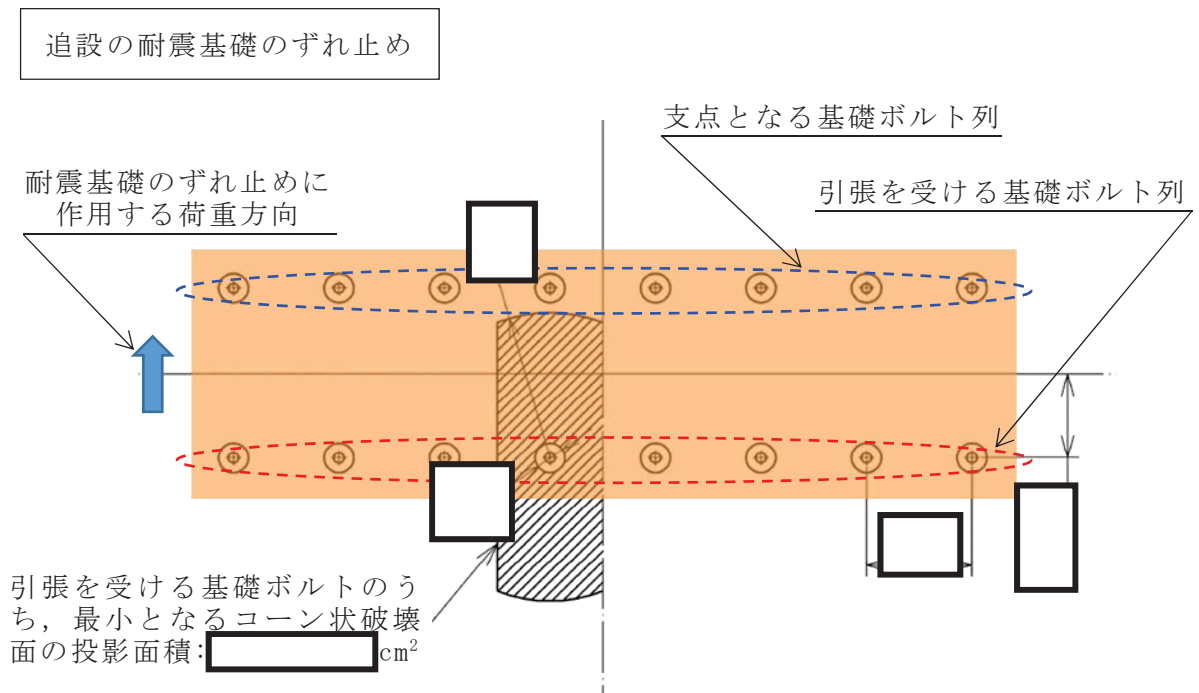 追設の耐震基礎のずれ止め
支点となる基礎ボルト列
耐震基礎のずれ止めに
作用する荷重方向
引張を受ける基礎ボルト列
引張を受ける基礎ボルトのう
ち，最小となるコーン状破壊
面の投影面積: cm²